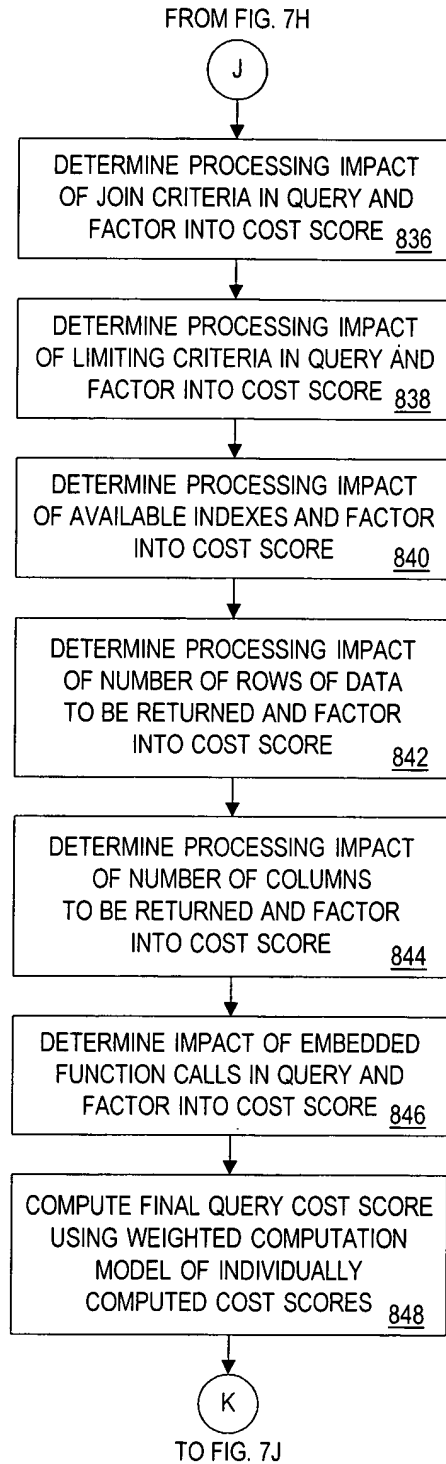 FROM FIG. 7H
J
DETERMINE PROCESSING IMPACT
OF JOIN CRITERIA IN QUERY AND
FACTOR INTO COST SCORE 836
DETERMINE PROCESSING IMPACT
OF LIMITING CRITERIA IN QUERY AND
FACTOR INTO COST SCORE 838
DETERMINE PROCESSING IMPACT
OF AVAILABLE INDEXES AND FACTOR
INTO COST SCORE 840
DETERMINE PROCESSING IMPACT
OF NUMBER OF ROWS OF DATA
TO BE RETURNED AND FACTOR
INTO COST SCORE 842
DETERMINE PROCESSING IMPACT
OF NUMBER OF COLUMNS
TO BE RETURNED AND FACTOR
INTO COST SCORE 844
DETERMINE IMPACT OF EMBEDDED
FUNCTION CALLS IN QUERY AND
FACTOR INTO COST SCORE 846
COMPUTE FINAL QUERY COST SCORE
USING WEIGHTED COMPUTATION
MODEL OF INDIVIDUALLY
COMPUTED COST SCORES 848
K
TO FIG. 7J